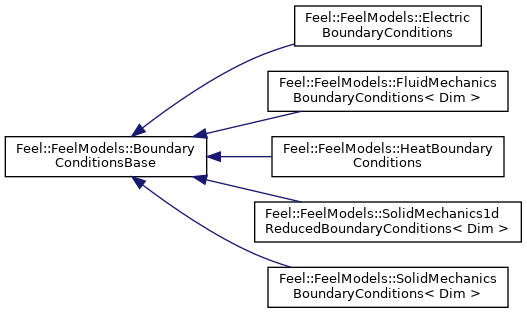 Feel::FeelModels::Electric
BoundaryConditions
Feel::FeelModels::FluidMechanics
BoundaryConditions< Dim >
Feel::FeelModels::Boundary
ConditionsBase
Feel::FeelModels::HeatBoundary
Conditions
Feel::FeelModels::SolidMechanics1d
ReducedBoundaryConditions< Dim >
Feel::FeelModels::SolidMechanics
BoundaryConditions< Dim >